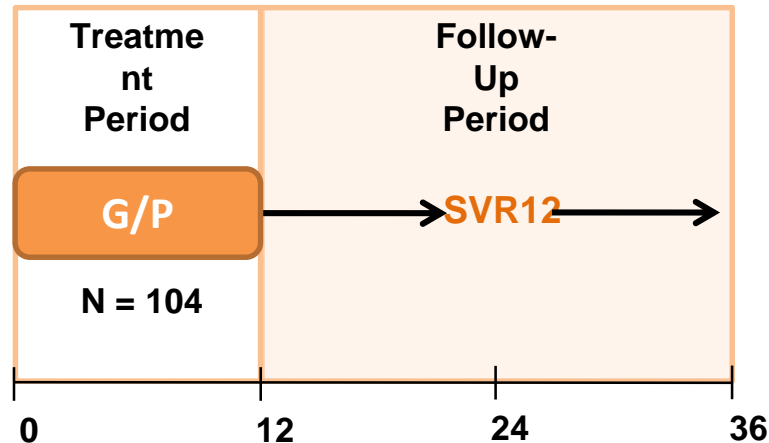 Treatme
nt
Period
Follow-
Up
Period
G/P
SVR12
N = 104
0
12
24
36